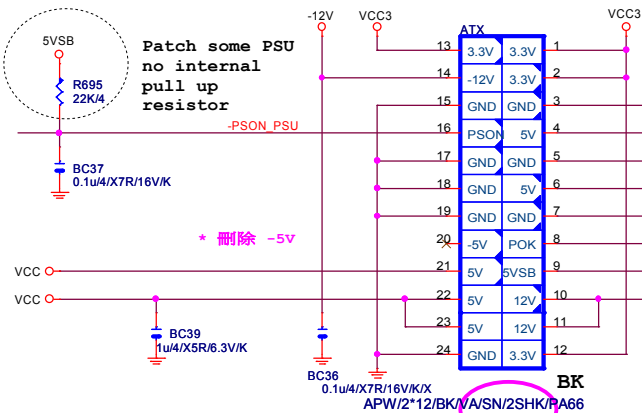 -12V
VCC3
VCC3
ATX
5VSB
R695
22K/4
Patch some PSU
no internal
pull up
resistor
-PSON_PSU
BC37
0.1u/4/X7R/16V/K
* 刪除 -5V
VCC
VCC
BC39
1u/4/X5R/6.3V/K
BC36
0.1u/4/X7R/16V/K/X
13 3.3V 3.3V 1
14 -12V 3.3V 2
15 GND GND 3
16 PSON 5V 4
17 GND GND 5
18 GND 5V 6
19 GND GND 7
20 -5V POK 8
21 5V 5VSB 9
22 5V 12V 10
23 5V 12V 11
24 GND 3.3V 12
BK
APW/2*12/BK/VA/SN/2SHK/PA66